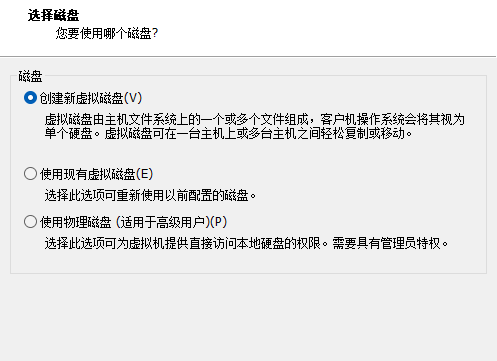 选择磁盘
您要使用哪个磁盘?
磁盘
创建新虚拟磁盘(V)
虚拟磁盘由主机文件系统上的一个或多个文件组成，客户机操作系统会将其视为
单个硬盘。虚拟磁盘可在一台主机上或多台主机之间轻松复制或移动。
使用现有虚拟磁盘(E)
选择此选项可重新使用以前配置的磁盘。
使用物理磁盘 (适用于高级用户)(P)
选择此选项可为虚拟机提供直接访问本地硬盘的权限。需要具有管理员特权。